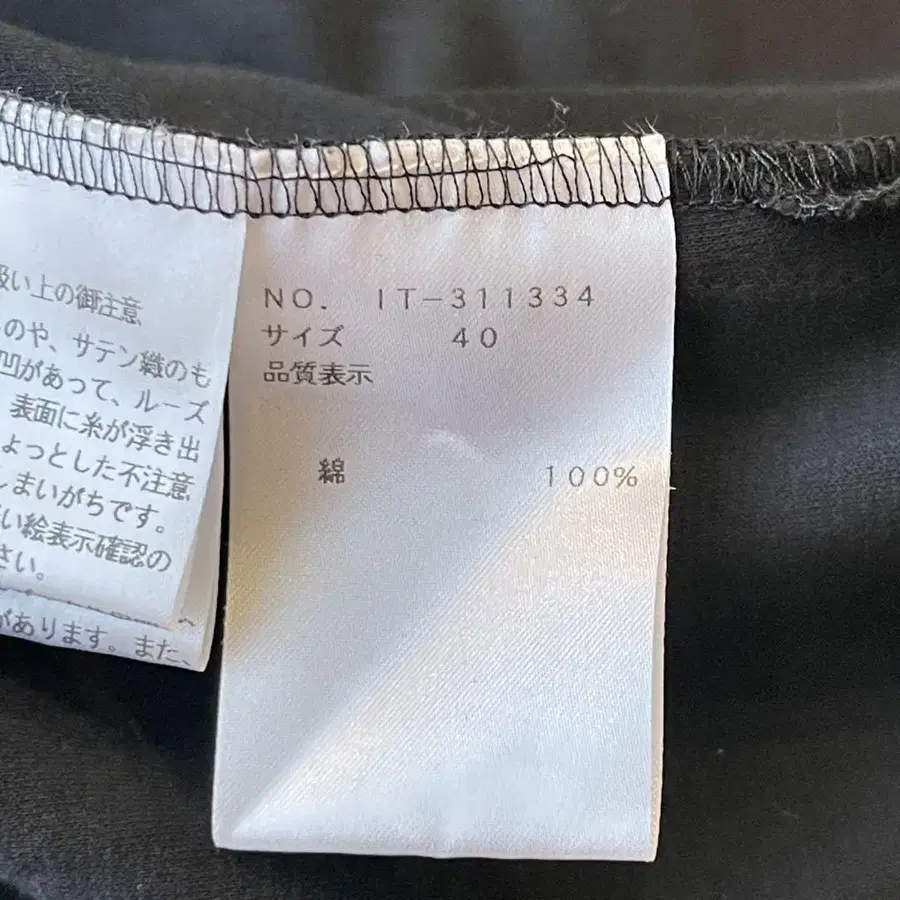 扱い上の御注意
のや、サテン織のも
凹があって、ルーズ
表面に糸が浮き出
ょっとした不注意
しまいがちです。
い絵表示確認の
さい。
があります。また、
NO. IT-311334
サイズ 40
品質表示
綿 100%